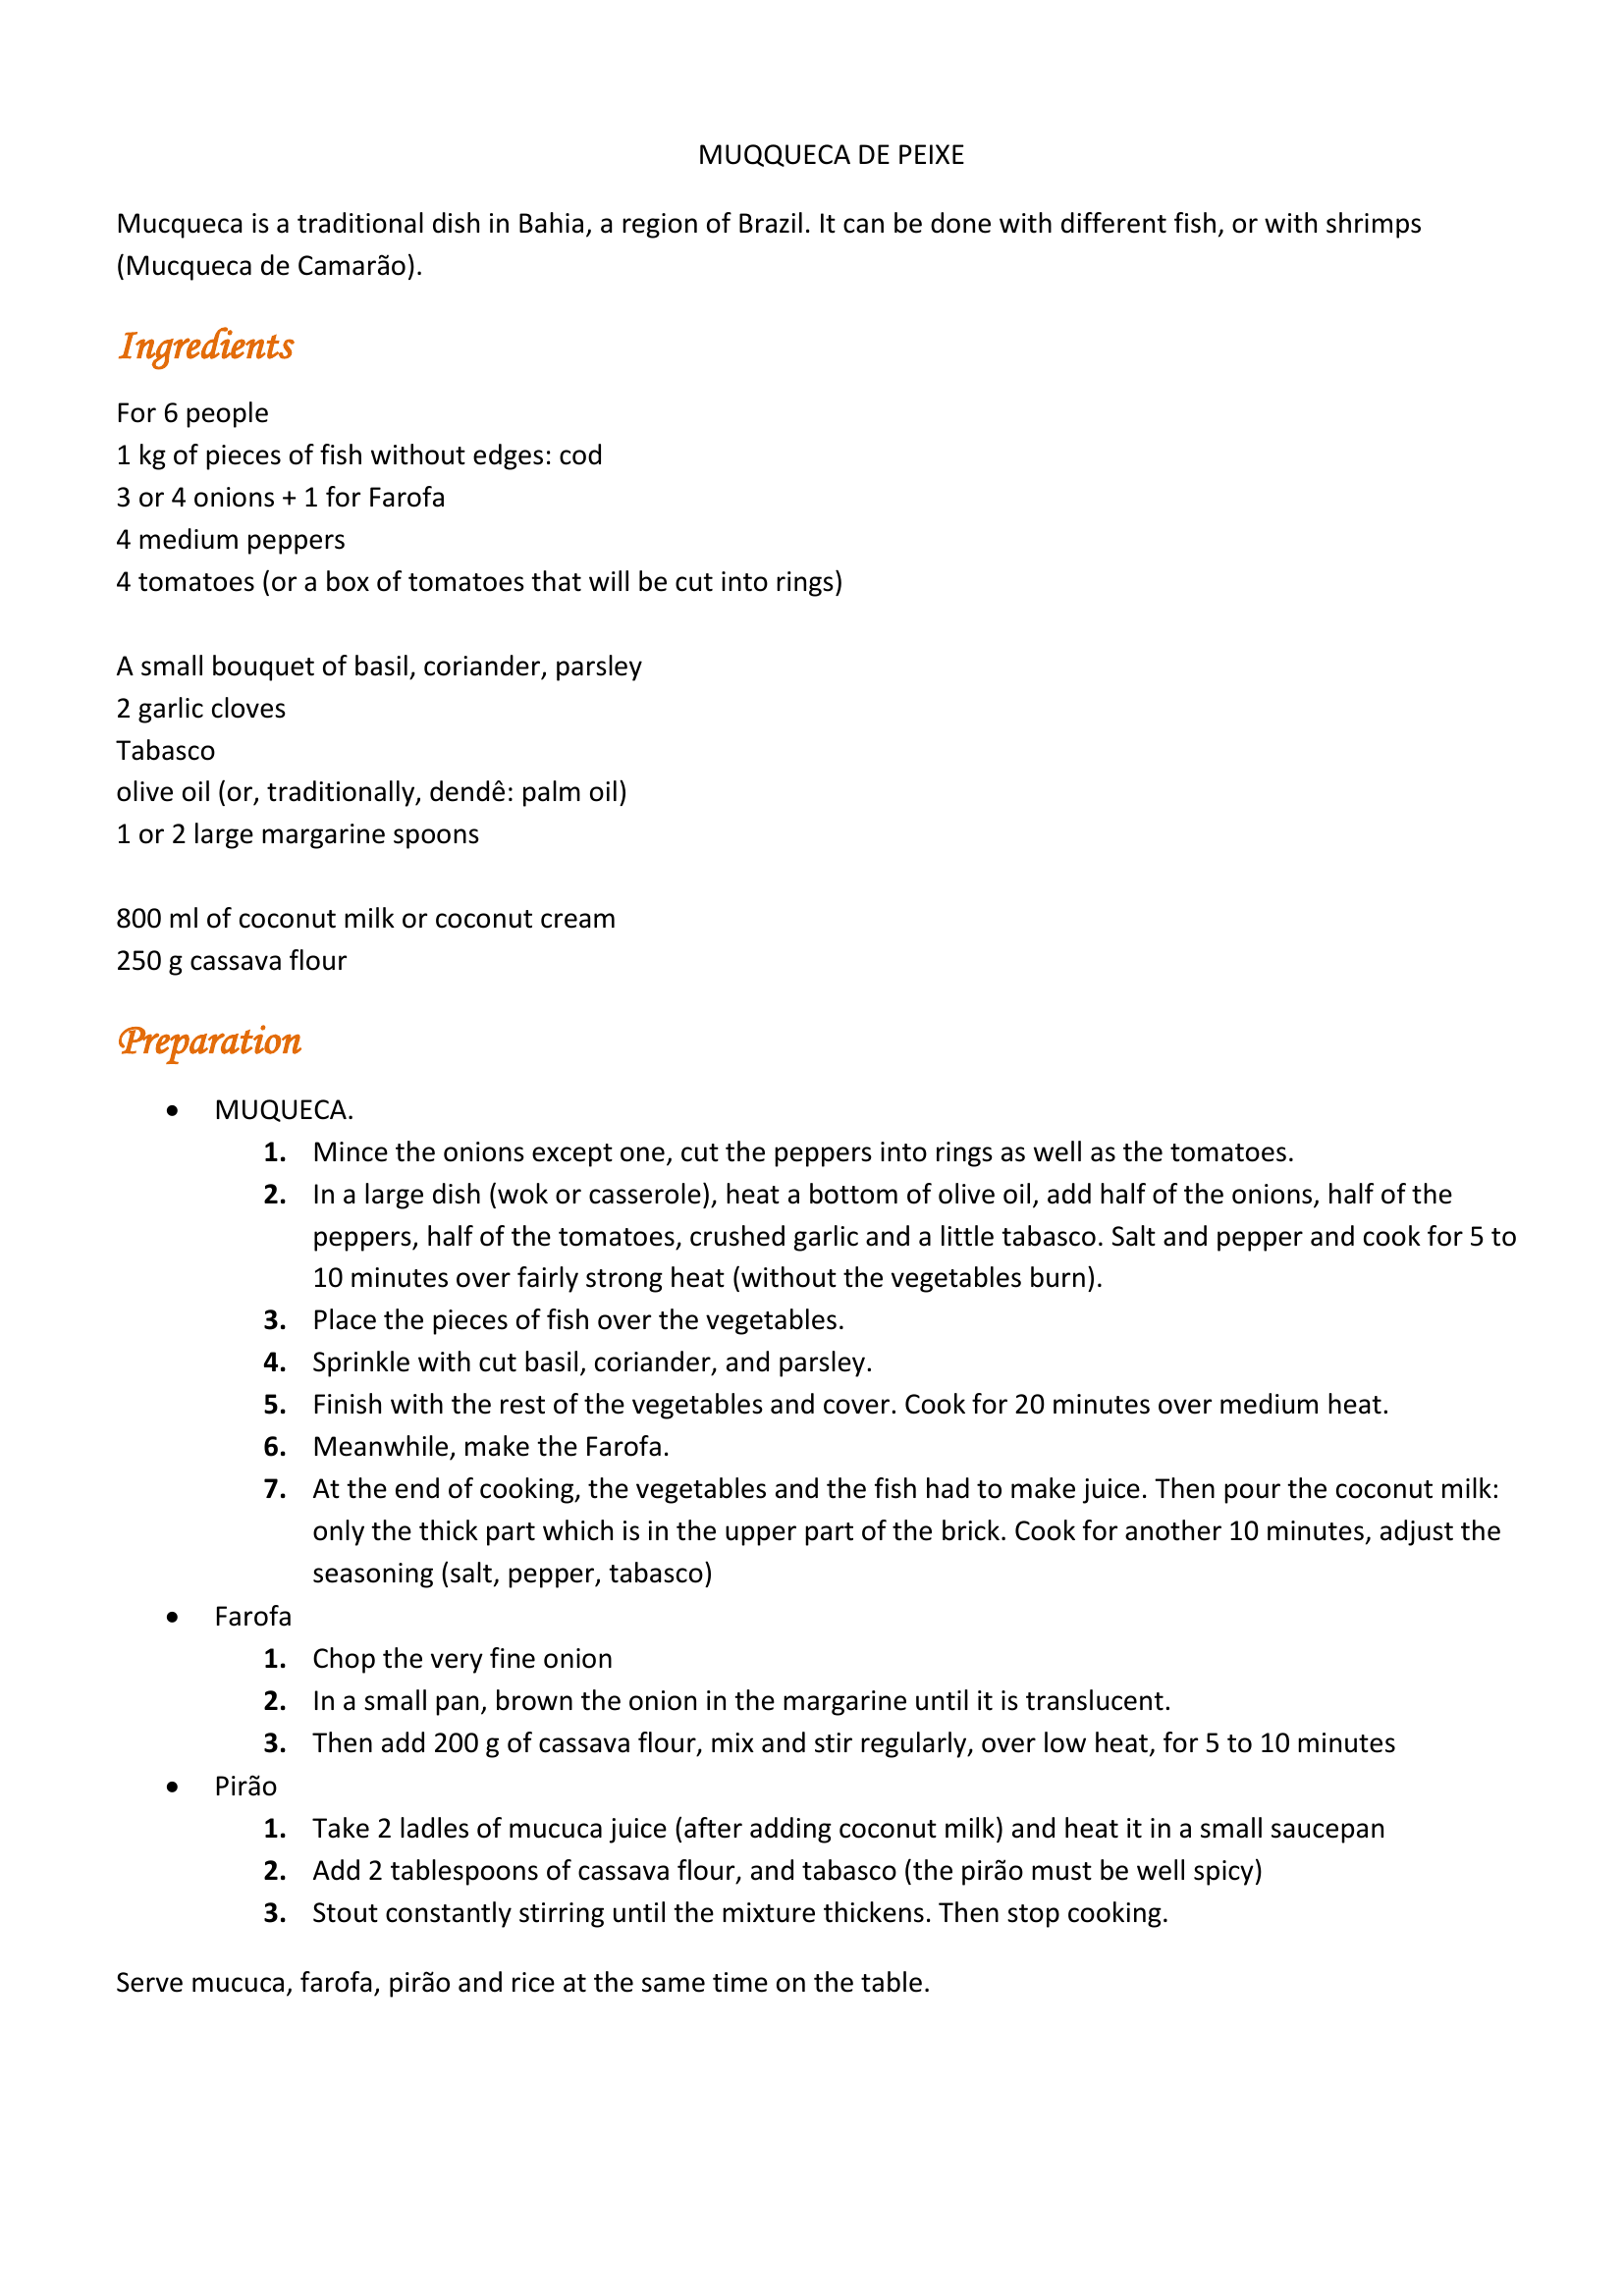 MUQQUECA DE PEIXE
Mucqueca is a traditional dish in Bahia, a region of Brazil. It can be done with different fish, or with shrimps
(Mucqueca de Camarão).
Ingredients
For 6 people
1 kg of pieces of fish without edges: cod
3 or 4 onions + 1 for Farofa
4 medium peppers
4 tomatoes (or a box of tomatoes that will be cut into rings)
A small bouquet of basil, coriander, parsley
2 garlic cloves
Tabasco
olive oil (or, traditionally, dendê: palm oil)
1 or 2 large margarine spoons
800 ml of coconut milk or coconut cream
250 g cassava flour
Preparation
• MUQUECA.
1. Mince the onions except one, cut the peppers into rings as well as the tomatoes.
2. In a large dish (wok or casserole), heat a bottom of olive oil, add half of the onions, half of the
peppers, half of the tomatoes, crushed garlic and a little tabasco. Salt and pepper and cook for 5 to
10 minutes over fairly strong heat (without the vegetables burn).
3. Place the pieces of fish over the vegetables.
4. Sprinkle with cut basil, coriander, and parsley.
5. Finish with the rest of the vegetables and cover. Cook for 20 minutes over medium heat.
6. Meanwhile, make the Farofa.
7. At the end of cooking, the vegetables and the fish had to make juice. Then pour the coconut milk:
only the thick part which is in the upper part of the brick. Cook for another 10 minutes, adjust the
seasoning (salt, pepper, tabasco)
• Farofa
1. Chop the very fine onion
2. In a small pan, brown the onion in the margarine until it is translucent.
3. Then add 200 g of cassava flour, mix and stir regularly, over low heat, for 5 to 10 minutes
• Pirão
1. Take 2 ladles of mucuca juice (after adding coconut milk) and heat it in a small saucepan
2. Add 2 tablespoons of cassava flour, and tabasco (the pirão must be well spicy)
3. Stout constantly stirring until the mixture thickens. Then stop cooking.
Serve mucuca, farofa, pirão and rice at the same time on the table.